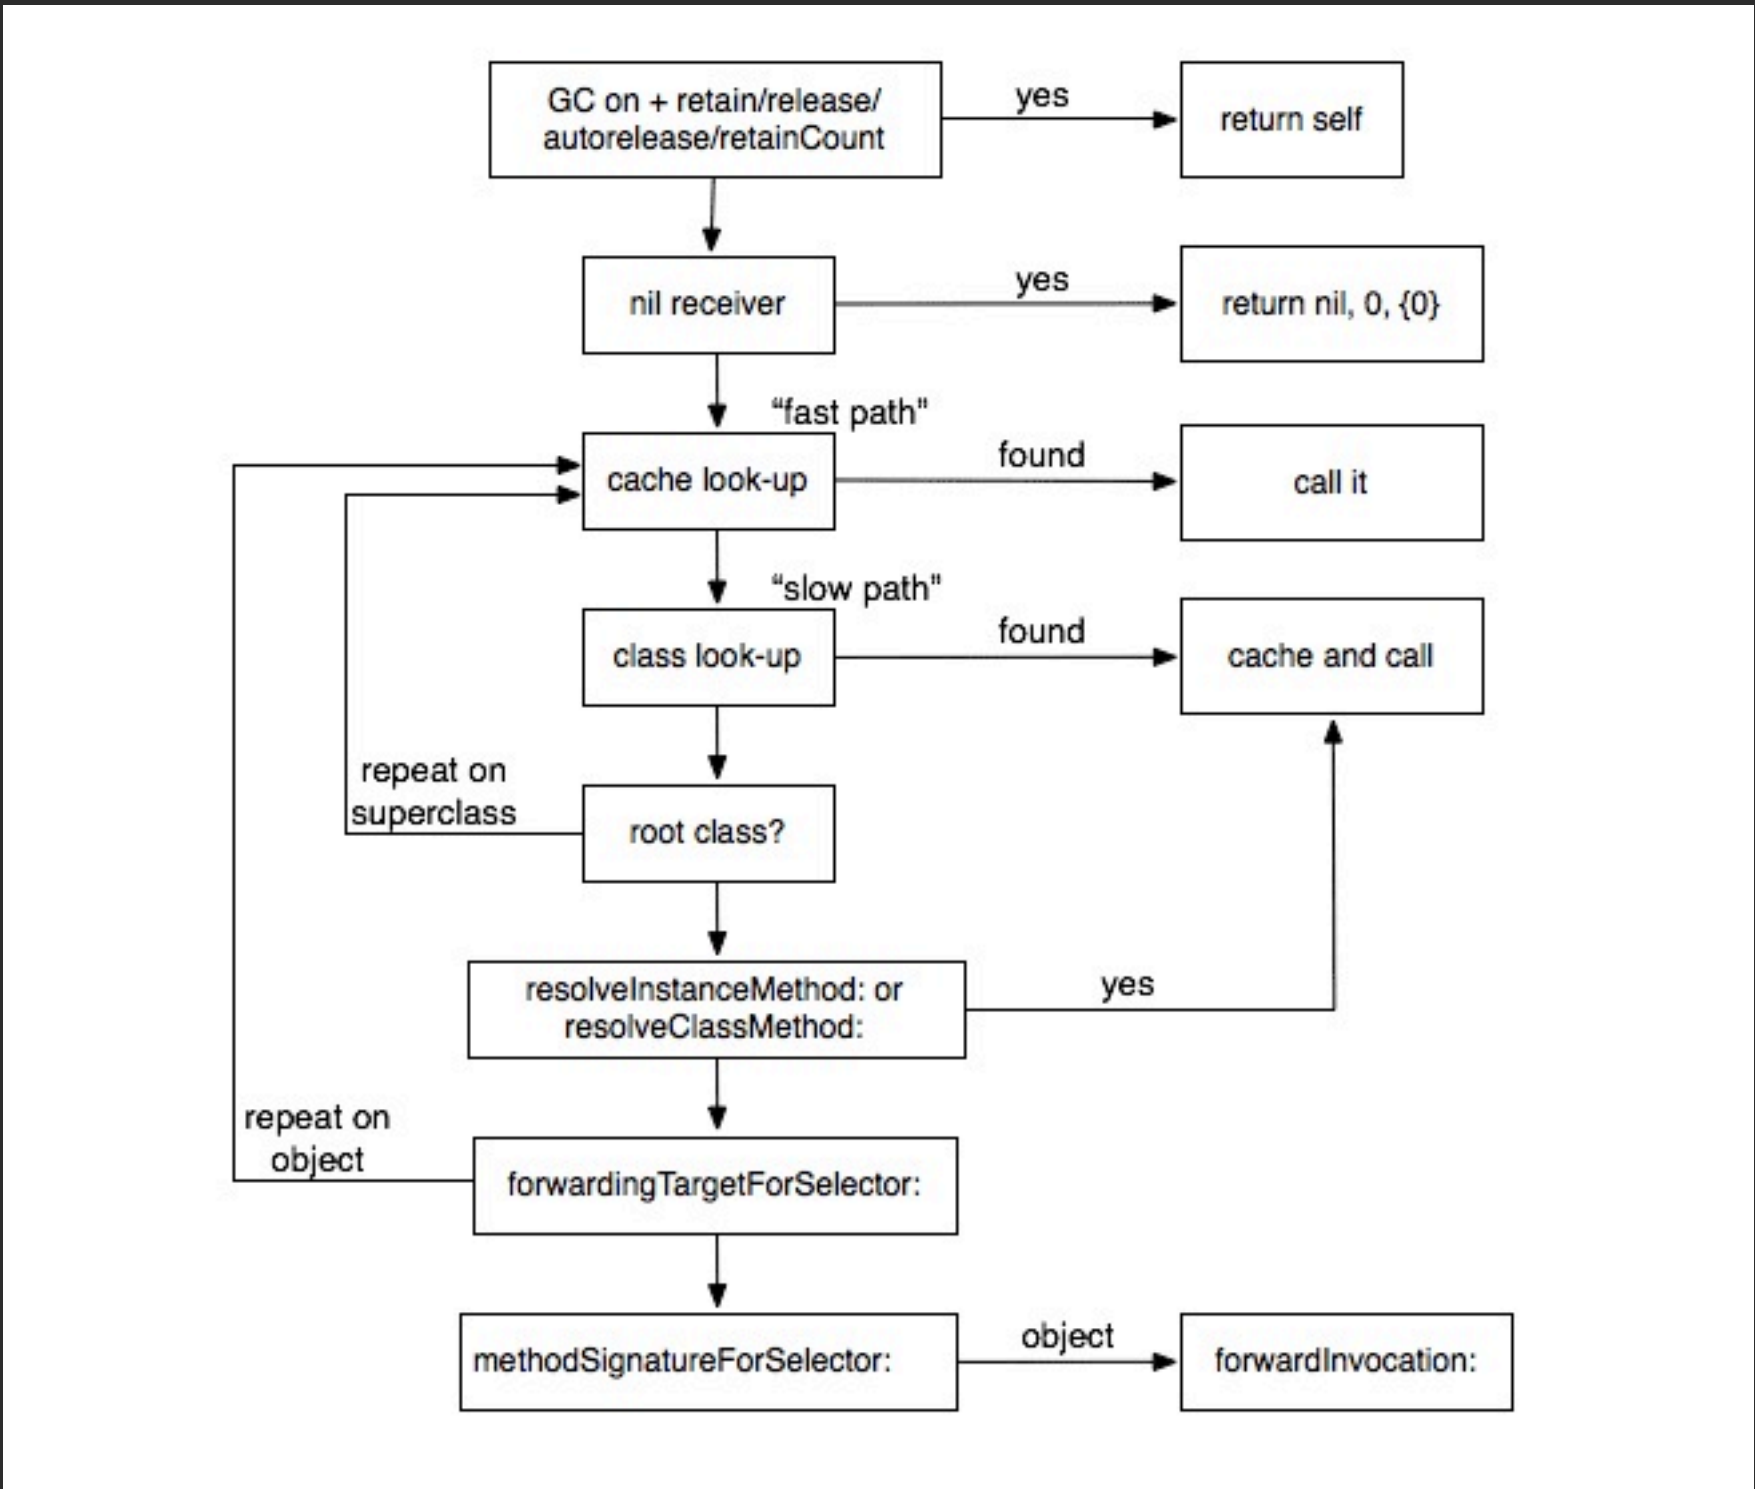 GC on + retain/release/
autorelease/retainCount
yes
return self
nil receiver
yes
return nil, 0, {0}
“fast path"
cache look-up
found
call it
“slow path"
class look-up
found
cache and call
repeat on
superclass
root class?
resolveInstanceMethod: or
resolveClassMethod:
yes
repeat on
object
forwardingTargetForSelector:
methodSignatureForSelector:
object
forwardInvocation: